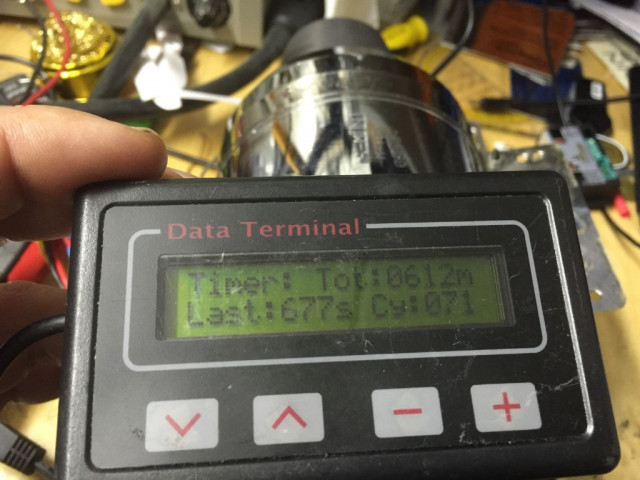 Data Terminal
Timer: Tot:0612m
Last:677s Cy:071